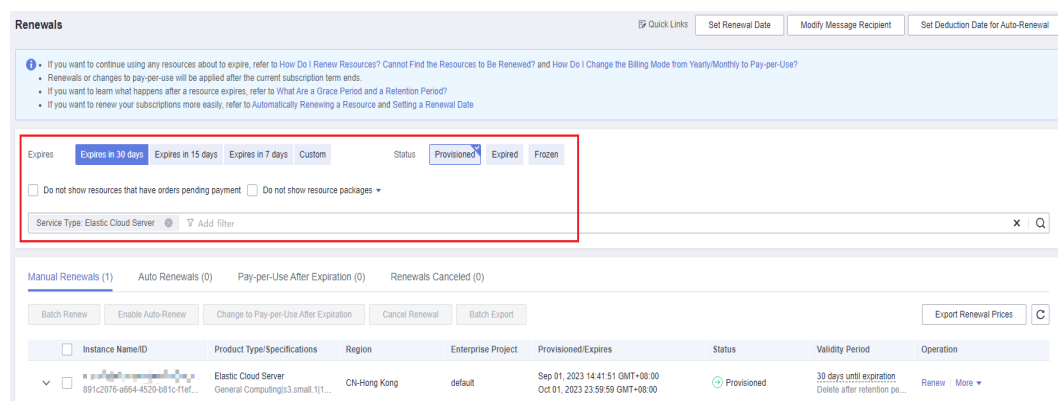 Renewals
Quick Links
Set Renewal Date
Modify Message Recipient
Set Deduction Date for Auto-Renewal
• If you want to continue using any resources about to expire, refer to How Do I Renew Resources? Cannot Find the Resources to Be Renewed? and How Do I Change the Billing Mode from Yearly/Monthly to Pay-per-Use?
• Renewals or changes to pay-per-use will be applied after the current subscription term ends.
• If you want to learn what happens after a resource expires, refer to What Are a Grace Period and a Retention Period?
• If you want to renew your subscriptions more easily, refer to Automatically Renewing a Resource and Setting a Renewal Date
Expires Expires in 30 days Expires in 15 days Expires in 7 days Custom Status Provisioned Expired Frozen
Do not show resources that have orders pending payment Do not show resource packages
Service Type: Elastic Cloud Server Add filter
Manual Renewals (1) Auto Renewals (0) Pay-per-Use After Expiration (0) Renewals Canceled (0)
Batch Renew Enable Auto-Renew Change to Pay-per-Use After Expiration Cancel Renewal Batch Export Export Renewal Prices
Instance Name/ID Product Type/Specifications Region Enterprise Project Provisioned/Expires Status Validity Period Operation
Elastic Cloud Server Sep 01, 2023 14:41:51 GMT+08:00 30 days until expiration
CN-Hong Kong default Provisioned Renew More
891c2076-a664-4520-b81c-f1ef... General Computing|s3.small.1|1... Oct 01, 2023 23:59:59 GMT+08:00 Delete after retention pe...